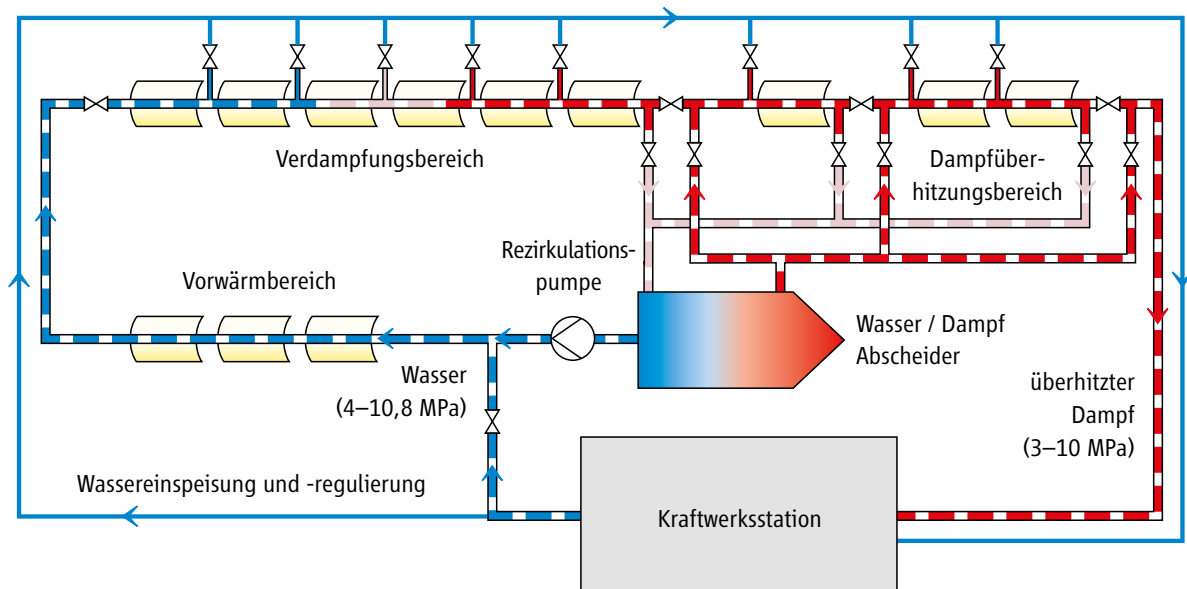 Verdampfungsbereich
Dampfüber-
hitzungsbereich
Rezirkulations-
pumpe
Vorwärmbereich
Wasser / Dampf
Abscheider
Wasser
(4–10,8 MPa)
überhitzter
Dampf
(3–10 MPa)
Wassereinspeisung und -regulierung
Kraftwerksstation